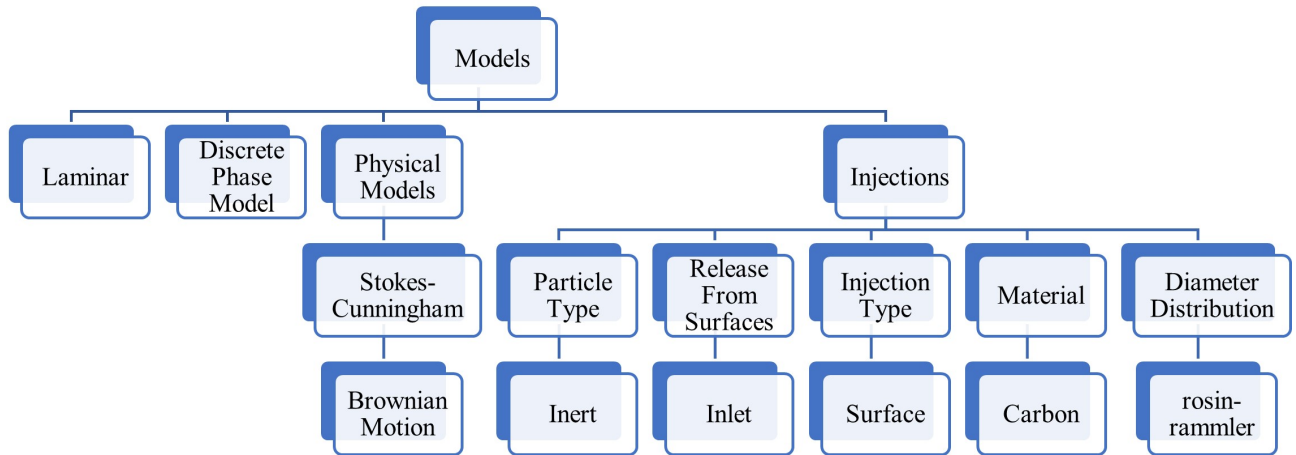 Models
Laminar
Discrete
Phase
Model
Physical
Models
Injections
Stokes-
Cunningham
Particle
Type
Release
From
Surfaces
Injection
Type
Material
Diameter
Distribution
Brownian
Motion
Inert
Inlet
Surface
Carbon
rosin-
rammler